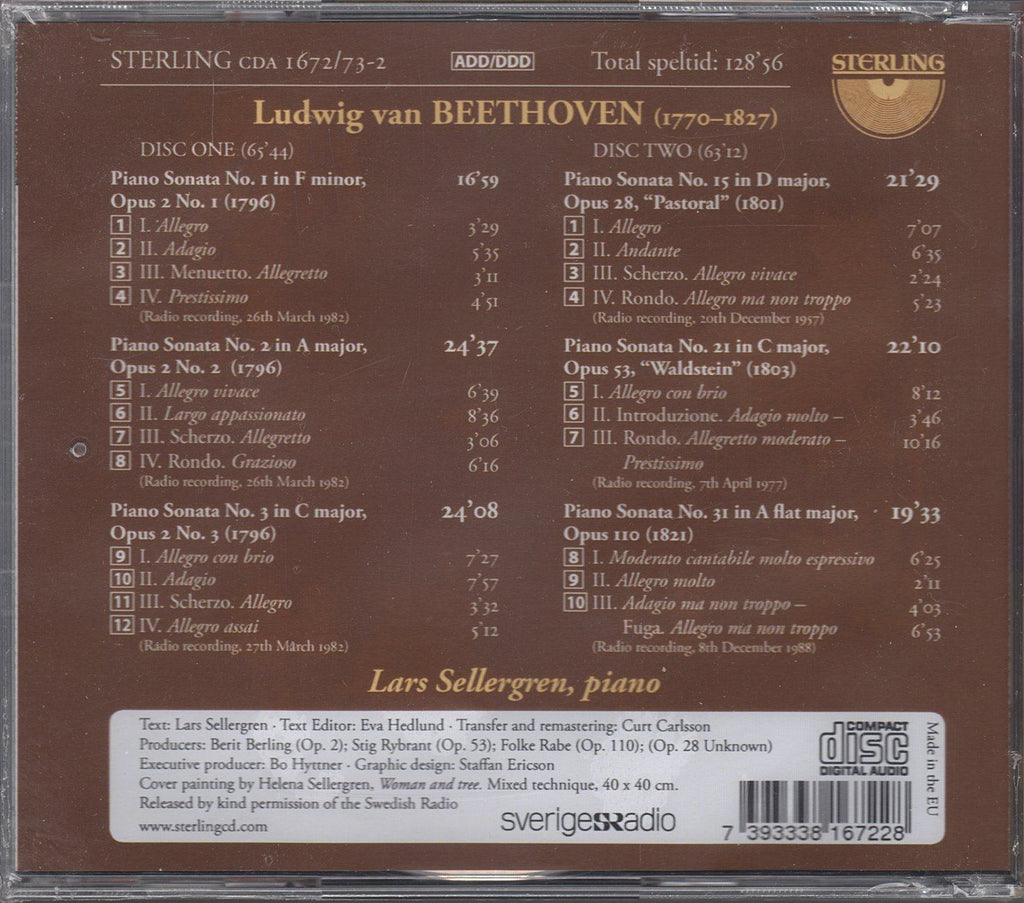 STERLING CDA 1672/73-2 ADD/DDD Total speltid: 128'56
STERLING
Ludwig van BEETHOVEN (1770–1827)
DISC ONE (65'44)
Piano Sonata No. 1 in F minor, 16'59
Opus 2 No. 1 (1796)
1 I. Allegro 3'29
2 II. Adagio 5'35
3 III. Menuetto. Allegretto 3'11
4 IV. Prestissimo 4'51
(Radio recording, 26th March 1982)
Piano Sonata No. 2 in A major, 24'37
Opus 2 No. 2 (1796)
5 I. Allegro vivace 6'39
6 II. Largo appassionato 8'36
7 III. Scherzo. Allegretto 3'06
8 IV. Rondo. Grazioso 6'16
(Radio recording, 26th March 1982)
Piano Sonata No. 3 in C major, 24'08
Opus 2 No. 3 (1796)
9 I. Allegro con brio 7'27
10 II. Adagio 7'57
11 III. Scherzo. Allegro 3'32
12 IV. Allegro assai 5'12
(Radio recording, 27th March 1982)
DISC TWO (63'12)
Piano Sonata No. 15 in D major, 21'29
Opus 28, “Pastoral” (1801)
1 I. Allegro 7'07
2 II. Andante 6'35
3 III. Scherzo. Allegro vivace 2'24
4 IV. Rondo. Allegro ma non troppo 5'23
(Radio recording, 20th December 1957)
Piano Sonata No. 21 in C major, 22'10
Opus 53, “Waldstein” (1803)
5 I. Allegro con brio 8'12
6 II. Introduzione. Adagio molto – 3'46
7 III. Rondo. Allegretto moderato – 10'16
Prestissimo
(Radio recording, 7th April 1977)
Piano Sonata No. 31 in A flat major, 19'33
Opus 110 (1821)
8 I. Moderato cantabile molto espressivo 6'25
9 II. Allegro molto 2'11
10 III. Adagio ma non troppo – 4'03
Fuga. Allegro ma non troppo 6'53
(Radio recording, 8th December 1988)
Lars Sellergren, piano
Text: Lars Sellergren · Text Editor: Eva Hedlund · Transfer and remastering: Curt Carlsson
Producers: Berit Berling (Op. 2); Stig Rybrant (Op. 53); Folke Rabe (Op. 110); (Op. 28 Unknown)
Executive producer: Bo Hyttner · Graphic design: Staffan Ericson
Cover painting by Helena Sellergren, Woman and tree. Mixed technique, 40 x 40 cm.
Released by kind permission of the Swedish Radio
www.sterlingcd.com
sverigesSRadio
COMPACT
disc
DIGITAL AUDIO
Made in the EU
7 393338 167228